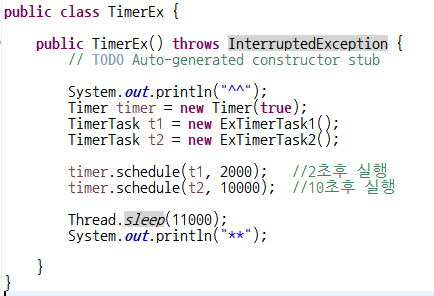 public class TimerEx {
public TimerEx() throws InterruptedException {
// TODO Auto-generated constructor stub
System.out.println("^^");
Timer timer = new Timer(true);
TimerTask t1 = new ExTimerTask1();
TimerTask t2 = new ExTimerTask2();
timer.schedule(t1, 2000);   //2초후 실행
timer.schedule(t2, 10000);  //10초후 실행
Thread.sleep(11000);
System.out.println("**");
}
}